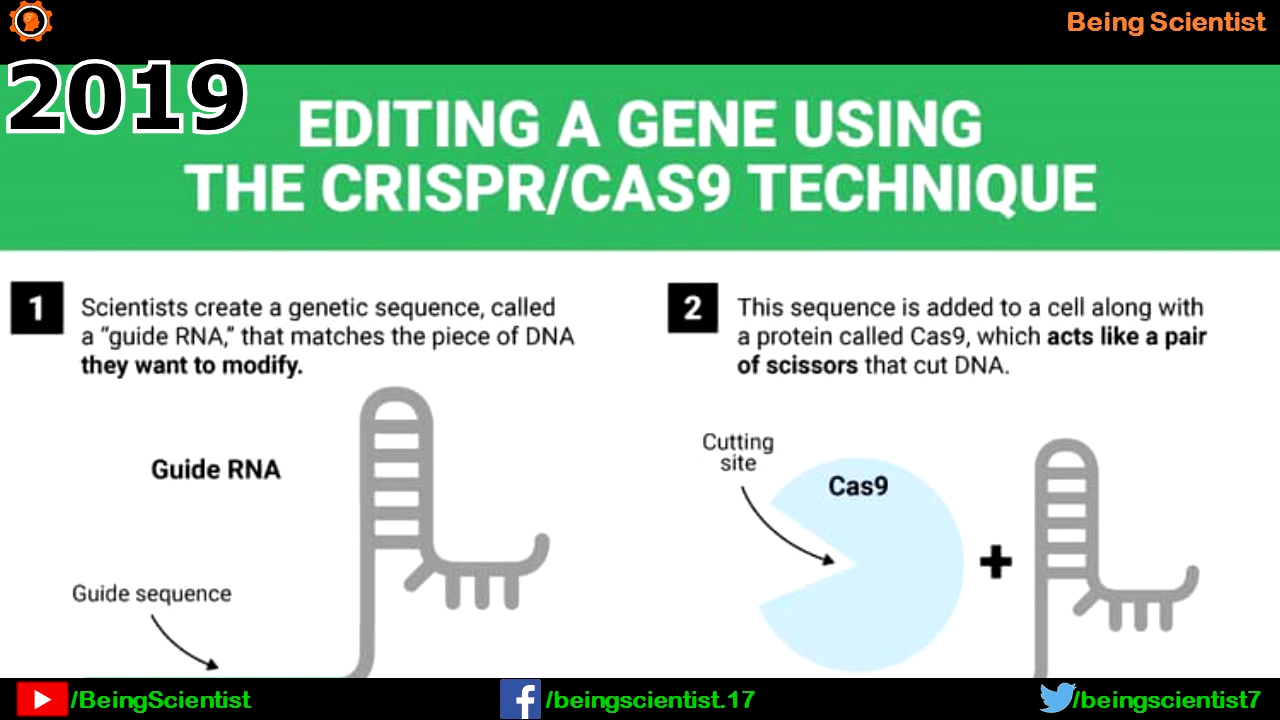 Being Scientist
2019
EDITING A GENE USING
THE CRISPR/CAS9 TECHNIQUE
1
Scientists create a genetic sequence, called
a “guide RNA,” that matches the piece of DNA
they want to modify.
Guide RNA
Guide sequence
2
This sequence is added to a cell along with
a protein called Cas9, which acts like a pair
of scissors that cut DNA.
Cutting
site
Cas9
+
/BeingScientist
/beingscientist.17
/beingscientist7